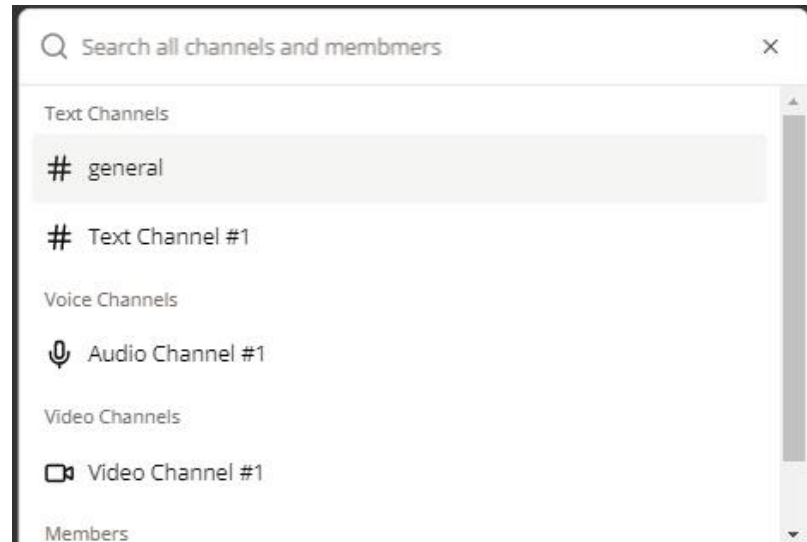 Search all channels and membmers
Text Channels
# general
# Text Channel #1
Voice Channels
Audio Channel #1
Video Channels
Video Channel #1
Members